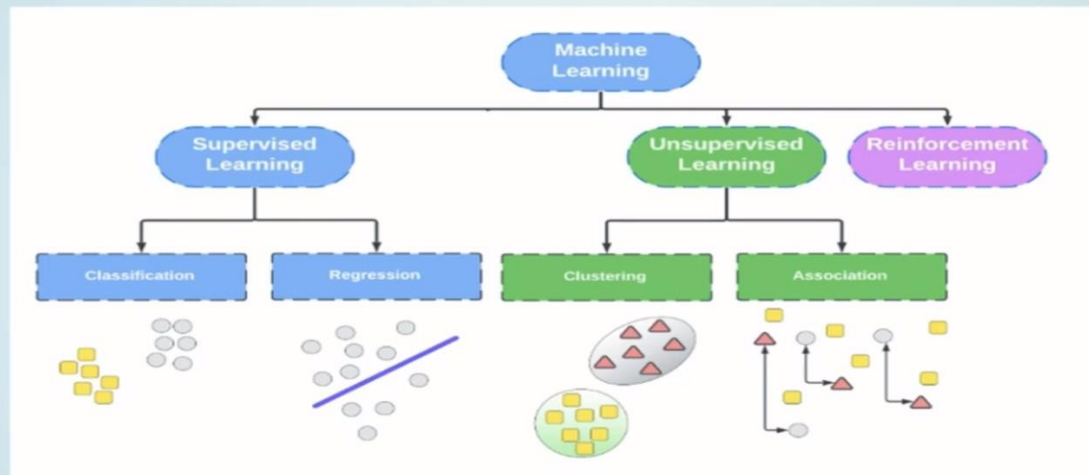 Machine
Learning
Supervised
Learning
Unsupervised
Learning
Reinforcement
Learning
Classification
Regression
Clustering
Association